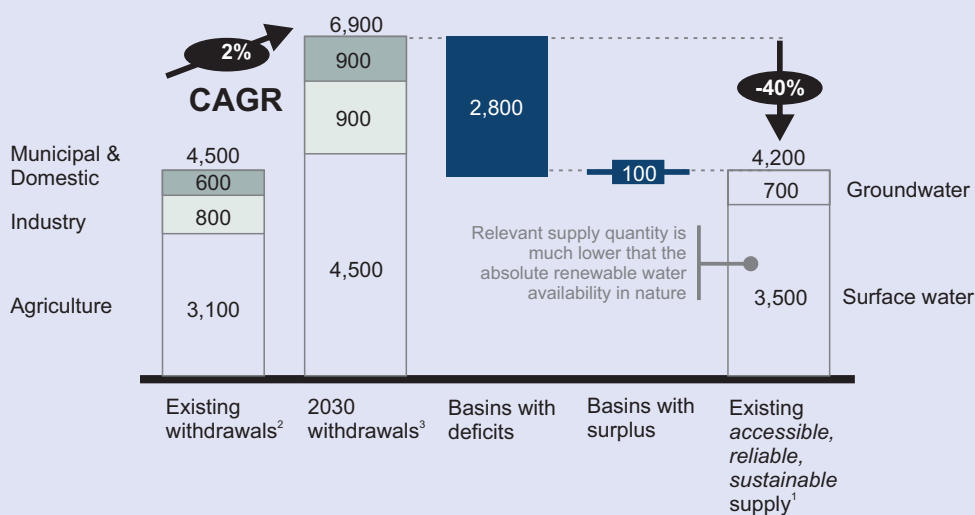 2%
CAGR
6,900
900
900
4,500
2,800
-40%
Municipal &
Domestic
4,500
600
Industry
800
Agriculture
3,100
100
4,200
700
Groundwater
Relevant supply quantity is
much lower that the
absolute renewable water
availability in nature
3,500
Surface water
Existing
withdrawals²
2030
withdrawals³
Basins with
deficits
Basins with
surplus
Existing
accessible,
reliable,
sustainable
supply¹